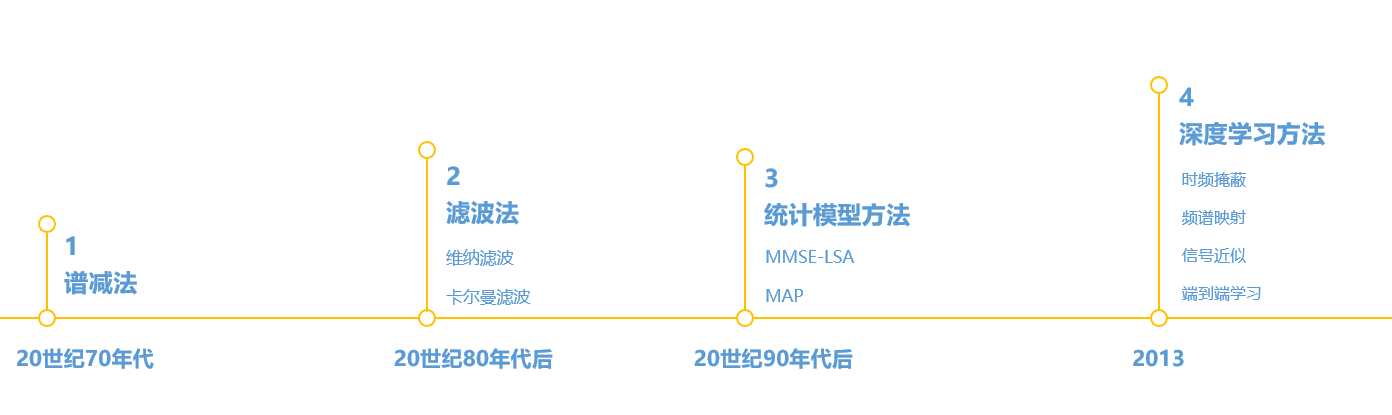 1
谱减法
20世纪70年代
2
滤波法
维纳滤波
卡尔曼滤波
20世纪80年代后
3
统计模型方法
MMSE-LSA
MAP
20世纪90年代后
4
深度学习方法
时频掩蔽
频谱映射
信号近似
端到端学习
2013